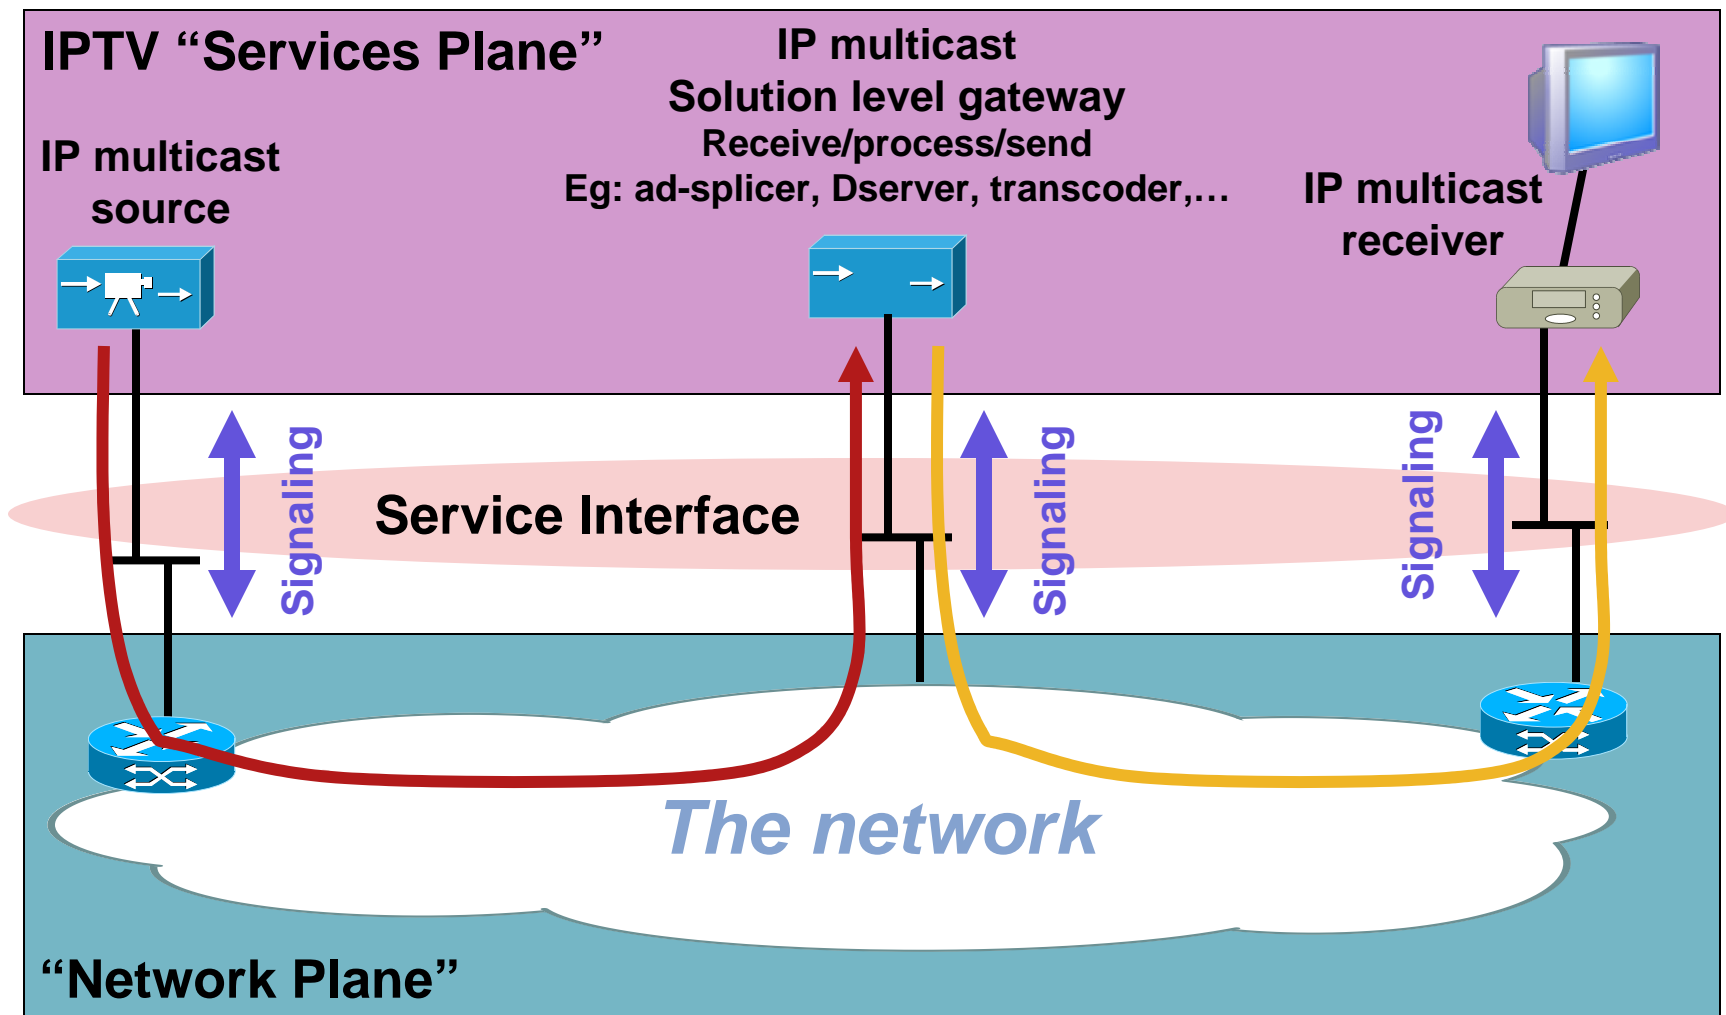 IPTV “Services Plane”
IP multicast
Solution level gateway
Receive/process/send
Eg: ad-splicer, Dserver, transcoder,…
IP multicast
source
IP multicast
receiver
Signaling
Service Interface
Signaling
Signaling
The network
“Network Plane”